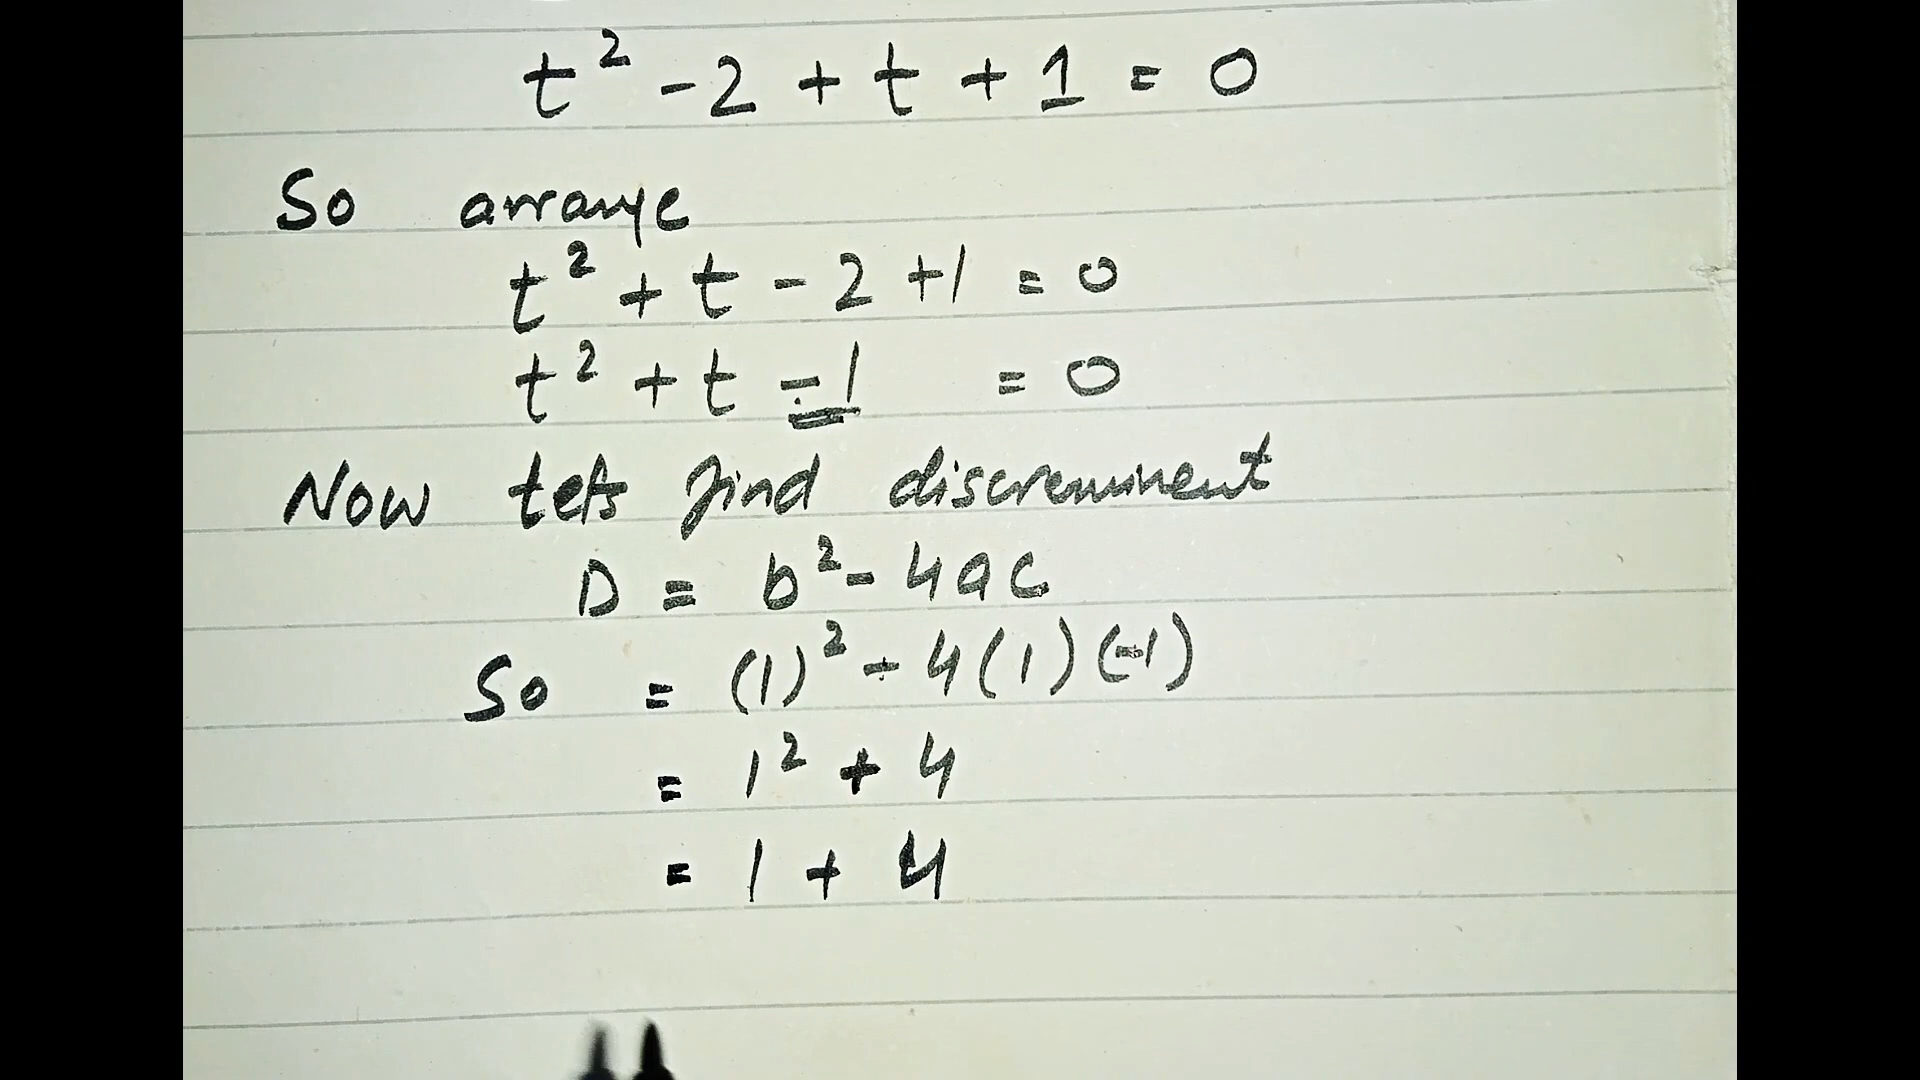 t² - 2 + t + 1 = 0
So arrange
t² + t - 2 + 1 = 0
t² + t - 1 = 0
Now lets find discreminent
D = b² - 4ac
So = (1)² - 4(1)(-1)
= 1² + 4
= 1 + 4